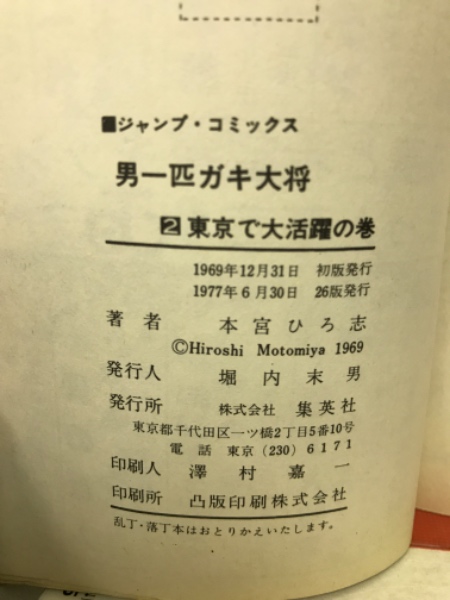 ■ジャンプ・コミックス
男一匹ガキ大将
2 東京で大活躍の巻
1969年12月31日 初版発行
1977年6月30日 26版発行
著者 本宮ひろ志
©Hiroshi Motomiya 1969
発行人 堀内末男
発行所 株式会社 集英社
東京都千代田区一ツ橋2丁目5番10号
電話 東京(230)6171
印刷人 澤村嘉一
印刷所 凸版印刷株式会社
乱丁・落丁本はおとりかえいたします。